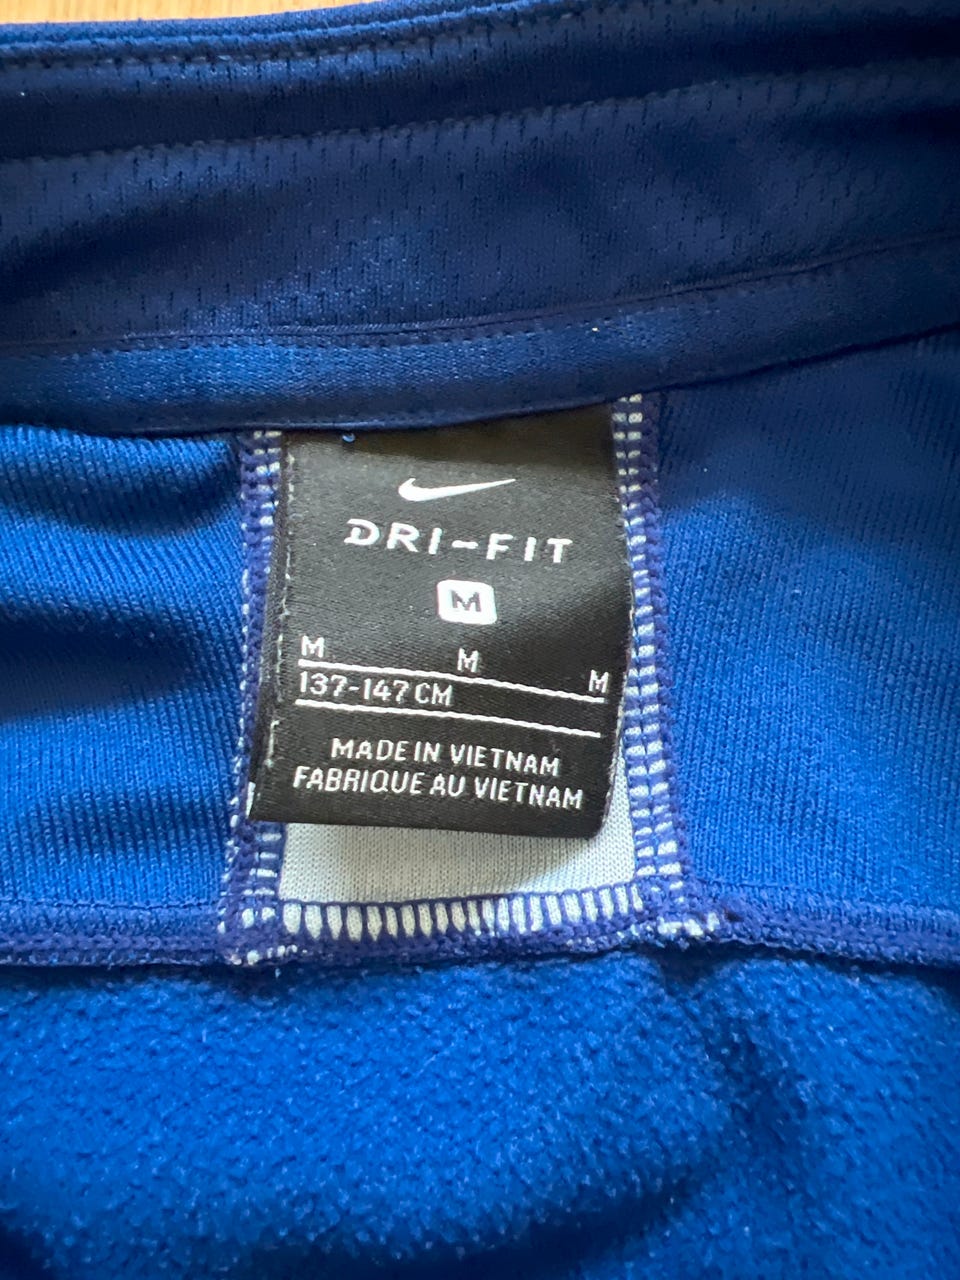 DRI-FIT
M
M M M
137-147 CM
MADE IN VIETNAM
FABRIQUE AU VIETNAM